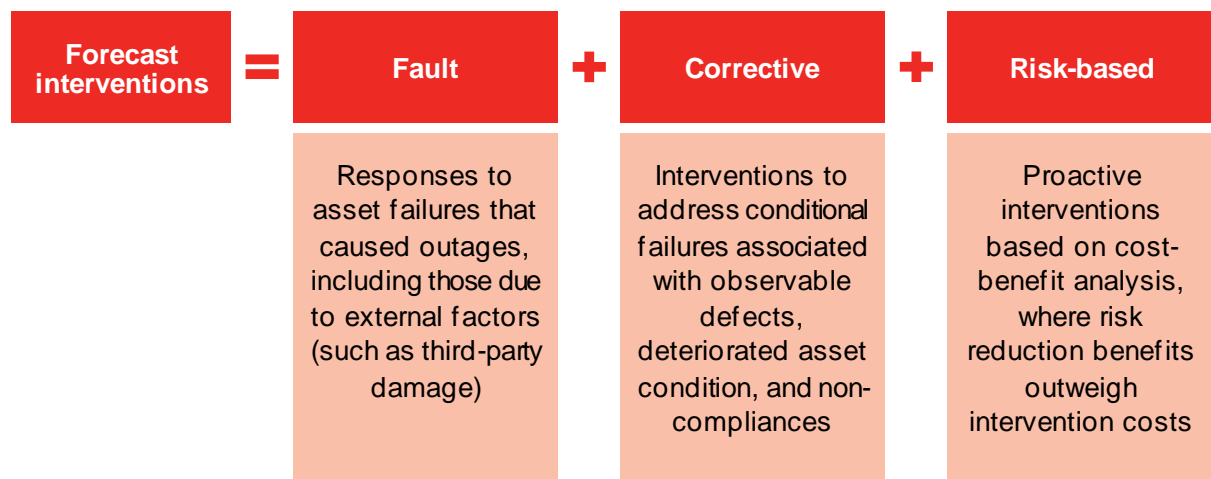 Forecast
interventions
=
Fault
+
Corrective
+
Risk-based
Responses to
asset failures that
caused outages,
including those due
to external factors
(such as third-party
damage)
Interventions to
address conditional
failures associated
with observable
defects,
deteriorated asset
condition, and non-
compliances
Proactive
interventions
based on cost-
benefit analysis,
where risk
reduction benefits
outweigh
intervention costs